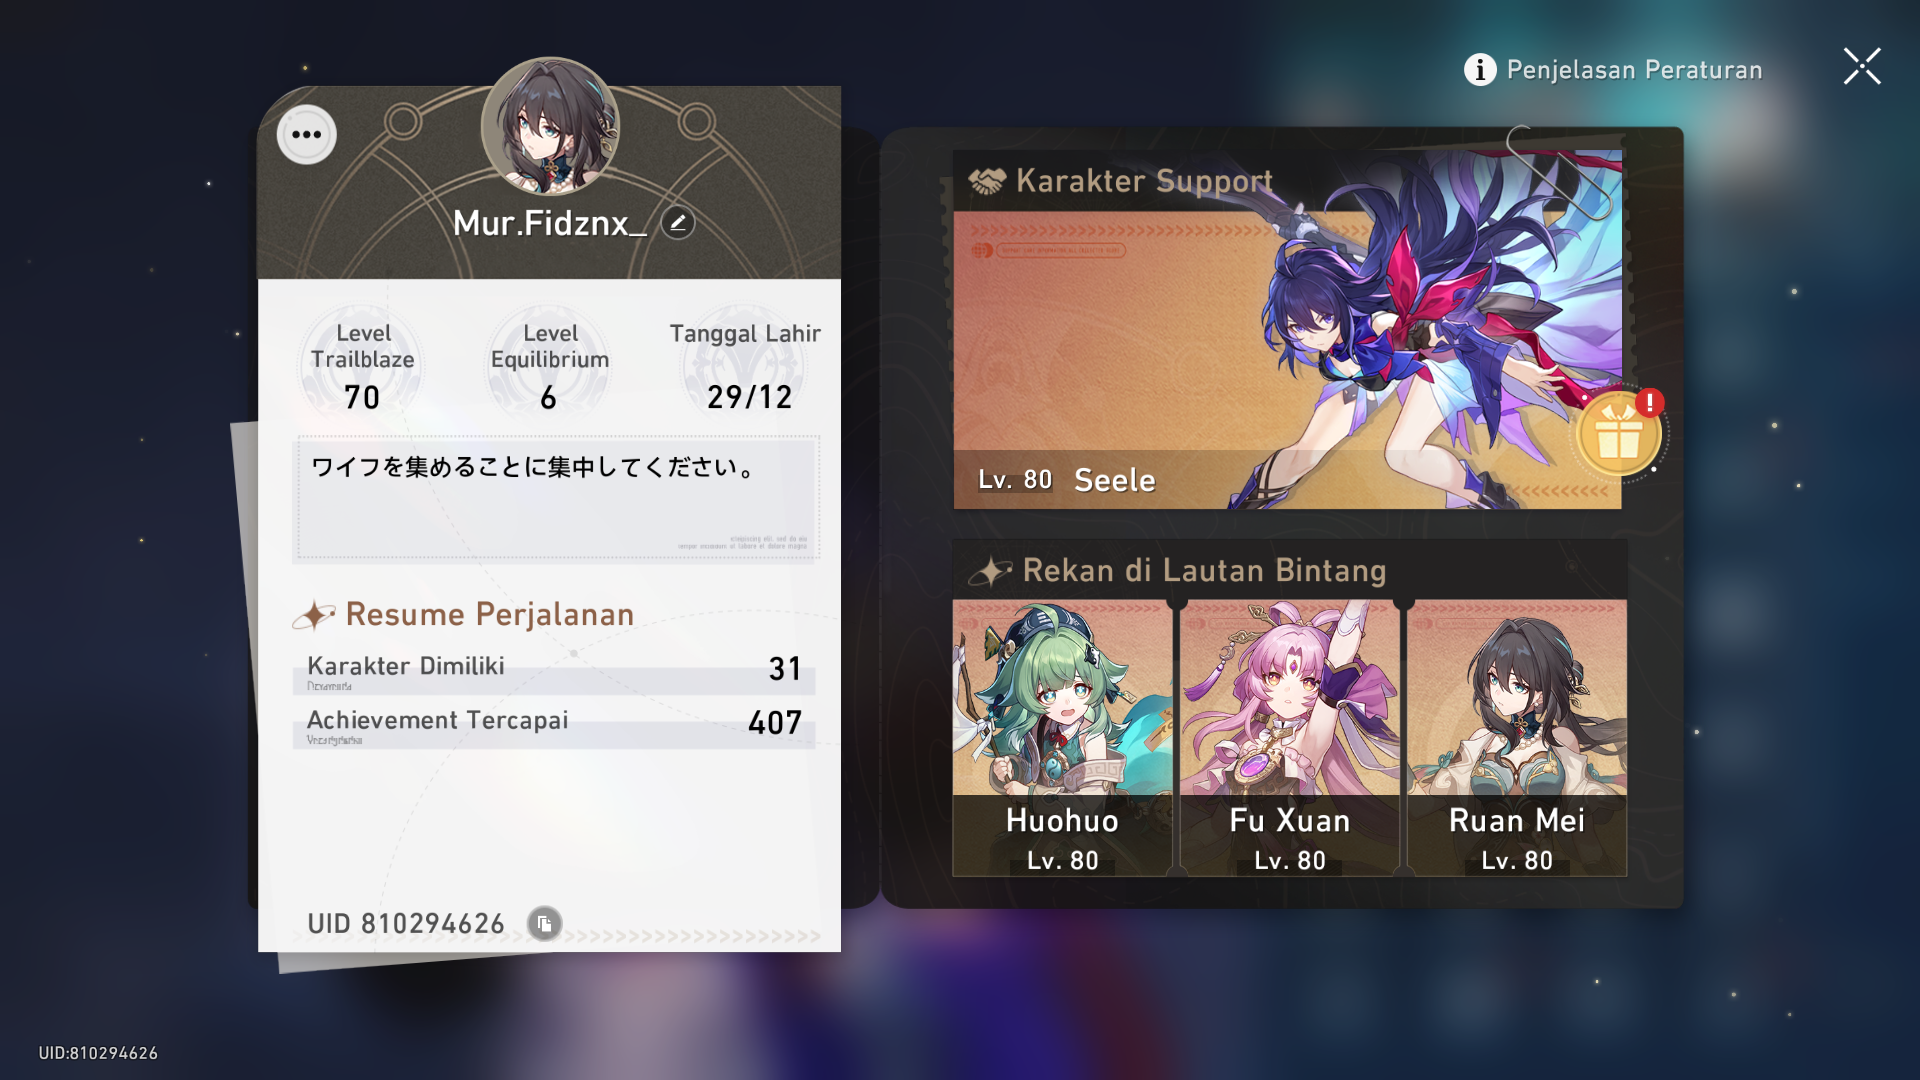 Penjelasan Peraturan
Mur.Fidznx_
Level
Trailblaze
70
Level
Equilibrium
6
Tanggal Lahir
29/12
ワイフを集めることに集中してください。
Resume Perjalanan
Karakter Dimiliki
31
Achievement Tercapai
407
UID 810294626
Karakter Support
Lv. 80 Seele
Rekan di Lautan Bintang
Huohuo
Lv. 80
Fu Xuan
Lv. 80
Ruan Mei
Lv. 80
UID:810294626